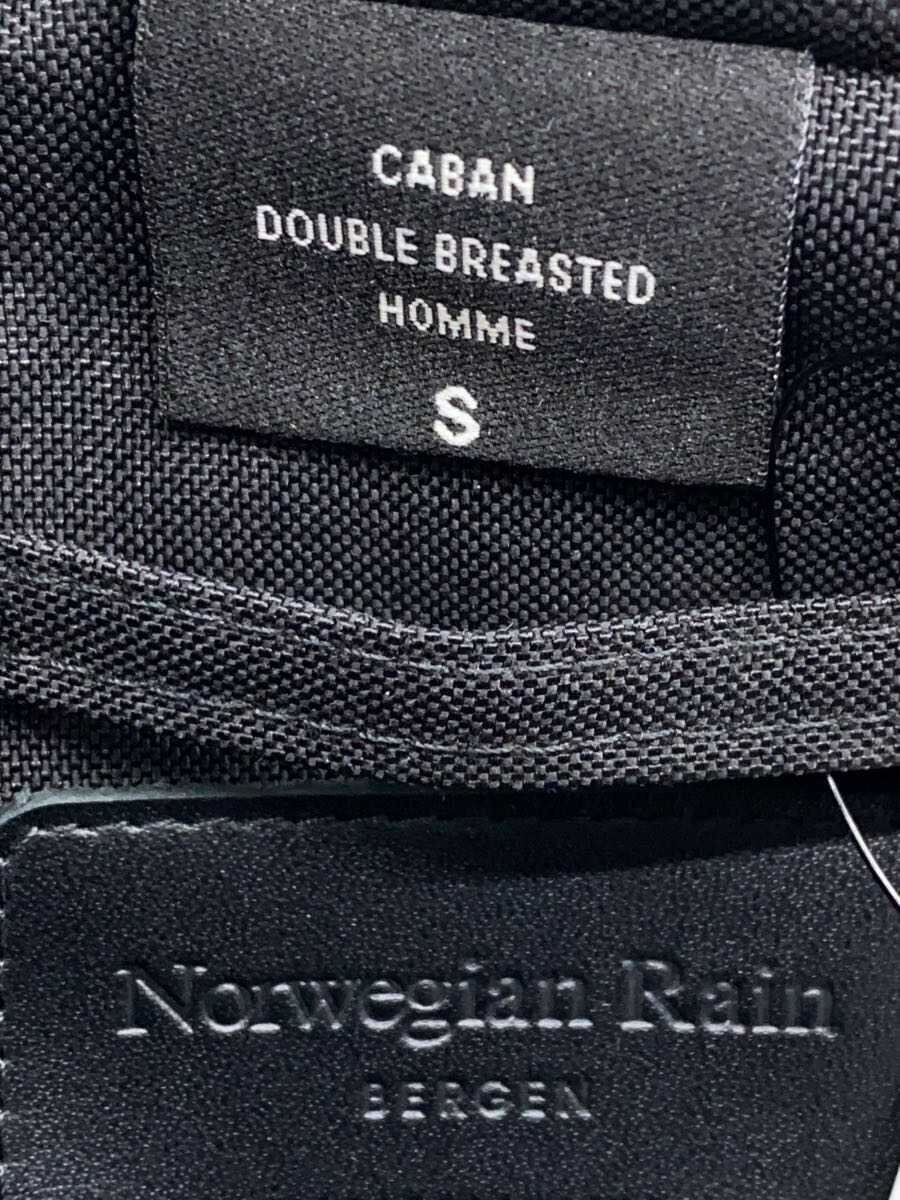 CABAN
DOUBLE BREASTED
HOMME
S
Norwegian Rain
BERGEN